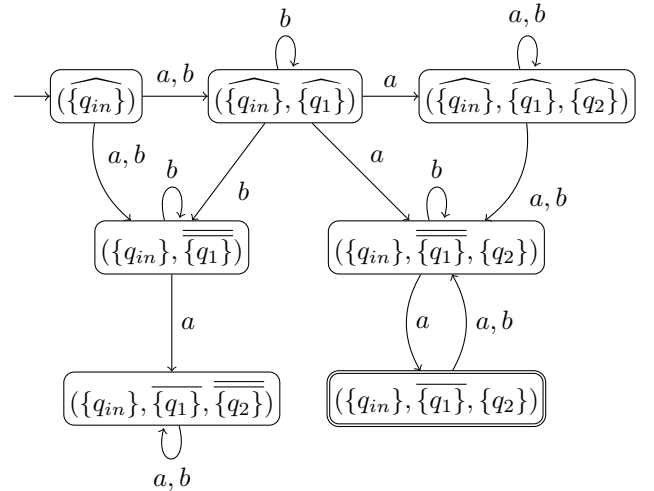 b
a, b
({q_in}^) a, b ({q_in}^, {q_1}^) a ({q_in}^, {q_1}^, {q_2}^)
a, b b b a b a, b
({q_in}, {q_1}) ({q_in}, {q_1}, {q_2})
a a a, b
({q_in}, {q_1}, {q_2}) ({q_in}, {q_1}, {q_2})
a, b